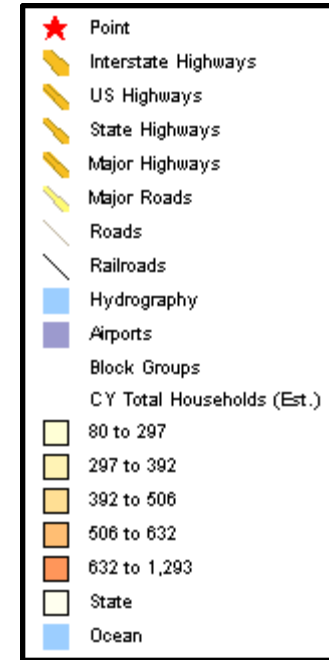 Point
Interstate Highways
US Highways
State Highways
Major Highways
Major Roads
Roads
Railroads
Hydrography
Airports
Block Groups
CY Total Households (Est.)
80 to 297
297 to 392
392 to 506
506 to 632
632 to 1,293
State
Ocean